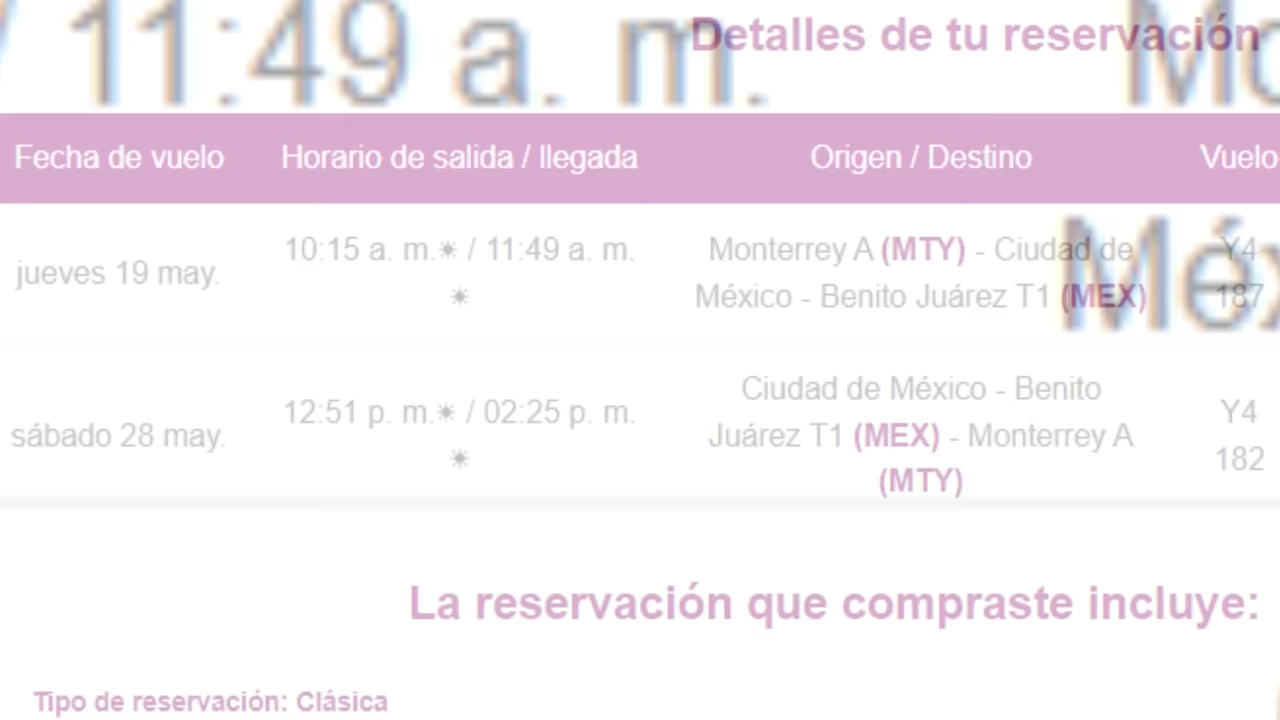 / 11:49 a. m.
Detalles de tu reservación
Fecha de vuelo Horario de salida / llegada Origen / Destino Vuelo
jueves 19 may. 10:15 a. m.☀ / 11:49 a. m. Monterrey A (MTY) - Ciudad de Y4
☀ México - Benito Juárez T1 (MEX) 187
sábado 28 may. 12:51 p. m.☀ / 02:25 p. m. Ciudad de México - Benito Y4
☀ Juárez T1 (MEX) - Monterrey A 182
(MTY)
La reservación que compraste incluye:
Tipo de reservación: Clásica